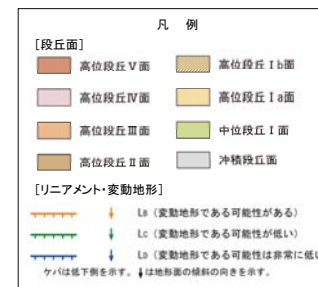 凡 例
[段丘面]
高位段丘Ⅴ面
高位段丘Ⅰb面
高位段丘Ⅳ面
高位段丘Ⅰa面
高位段丘Ⅲ面
中位段丘Ⅰ面
高位段丘Ⅱ面
沖積段丘面
[リニアメント・変動地形]
LB (変動地形である可能性がある)
LC (変動地形である可能性が低い)
LD (変動地形である可能性は非常に低
ケバは低下側を示す。↓は地形面の傾斜の向きを示す。